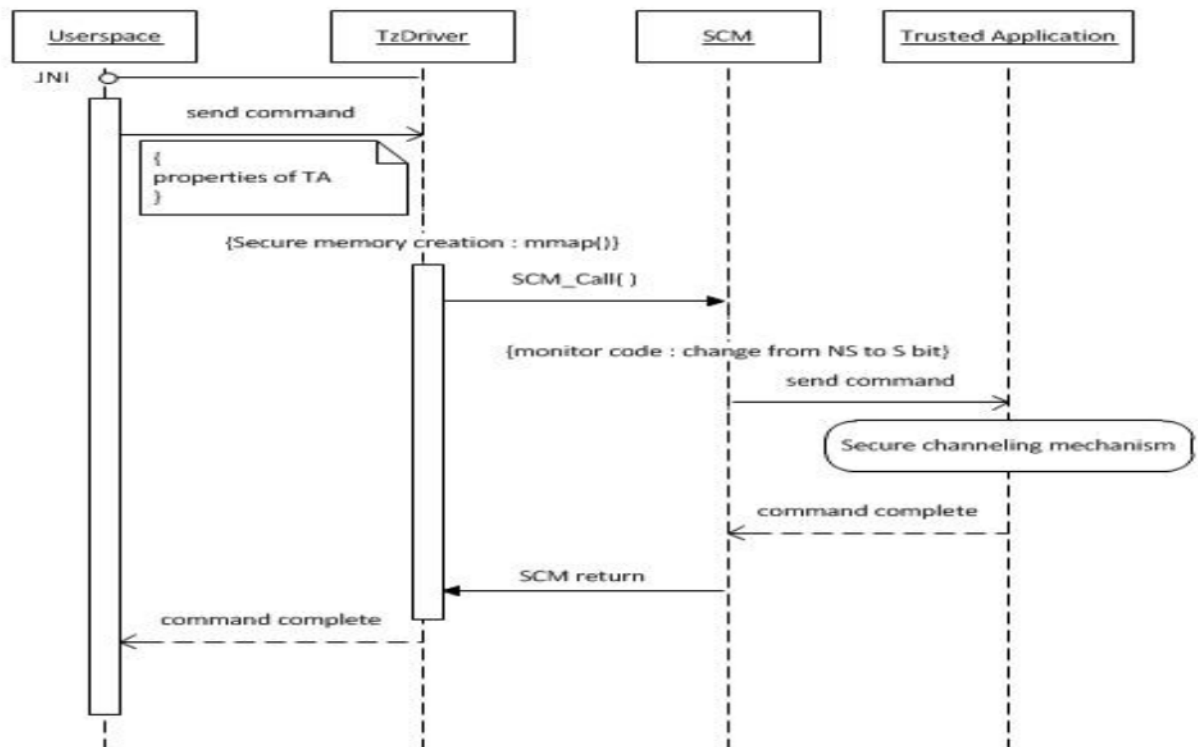 Userspace
TzDriver
SCM
Trusted Application
JNI
send command
{
properties of TA
}
{Secure memory creation : mmap()}
SCM_Call( )
{monitor code : change from NS to S bit}
send command
Secure channeling mechanism
command complete
SCM return
command complete